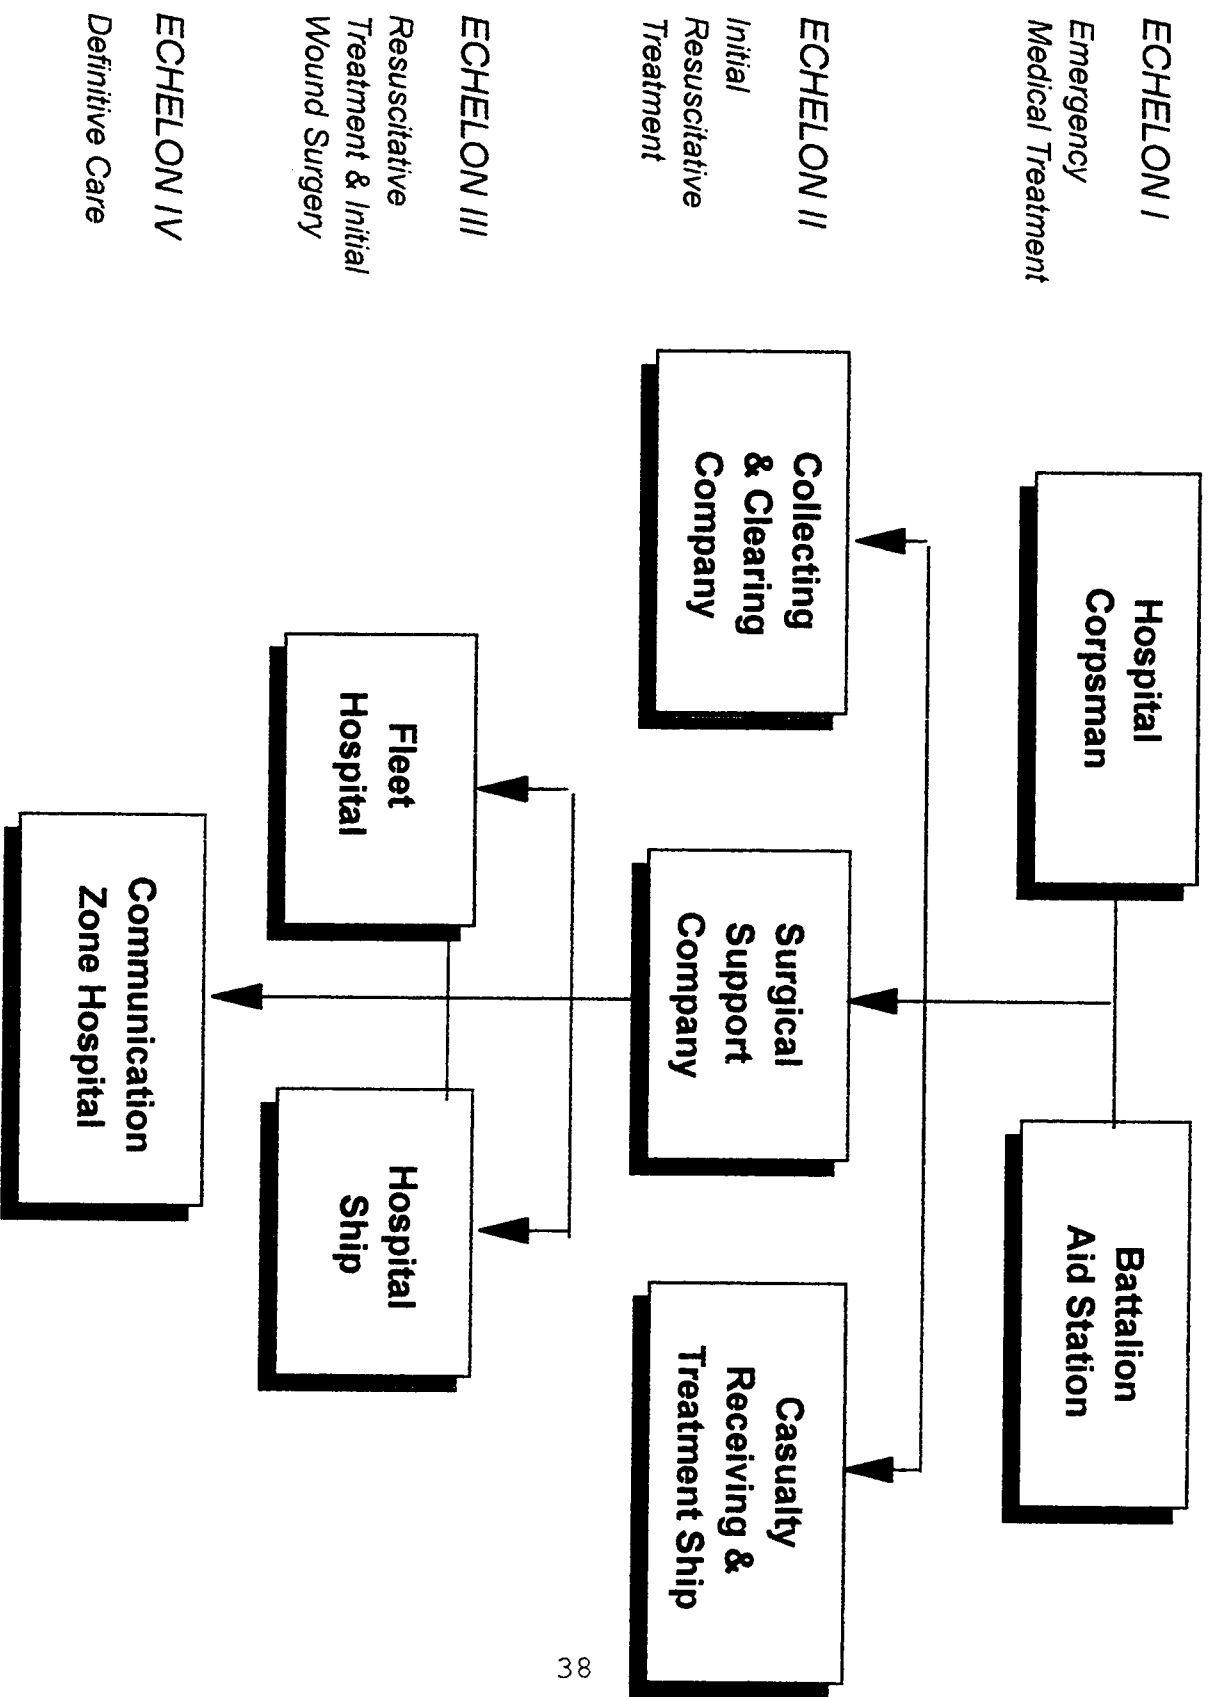 ECHELON I
Emergency
Medical Treatment
Hospital
Corpsman
Battalion
Aid Station
ECHELON II
Initial
Resuscitative
Treatment
Collecting
& Clearing
Company
Surgical
Support
Company
Casualty
Receiving &
Treatment Ship
ECHELON III
Resuscitative
Treatment & Initial
Wound Surgery
Fleet
Hospital
Hospital
Ship
ECHELON IV
Definitive Care
Communication
Zone Hospital
38